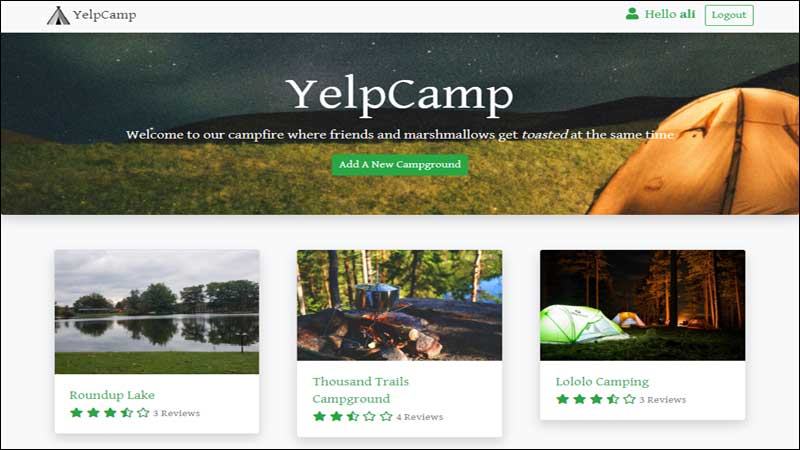 YelpCamp
Hello ali
Logout
YelpCamp
Welcome to our campfire where friends and marshmallows get toasted at the same time
Add A New Campground
Roundup Lake
3 Reviews
Thousand Trails
Campground
4 Reviews
Lololo Camping
3 Reviews